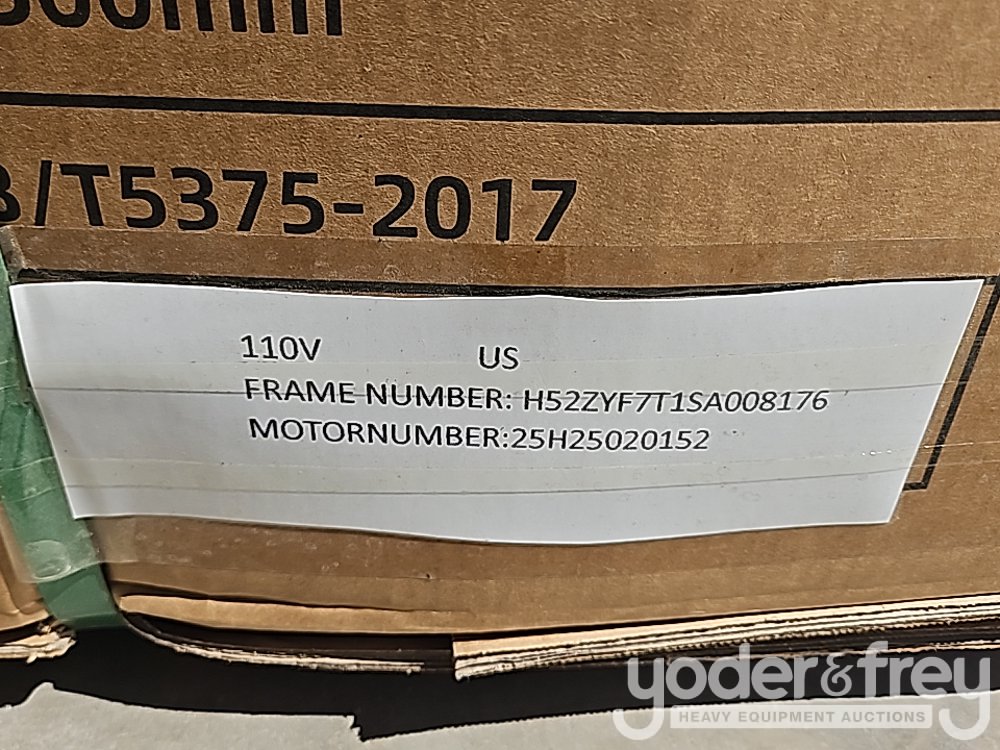 /T5375-2017
110V US
FRAME NUMBER: H52ZYF7T1SA008176
MOTORNUMBER:25H25020152
yoder&frey
HEAVY EQUIPMENT AUCTIONS